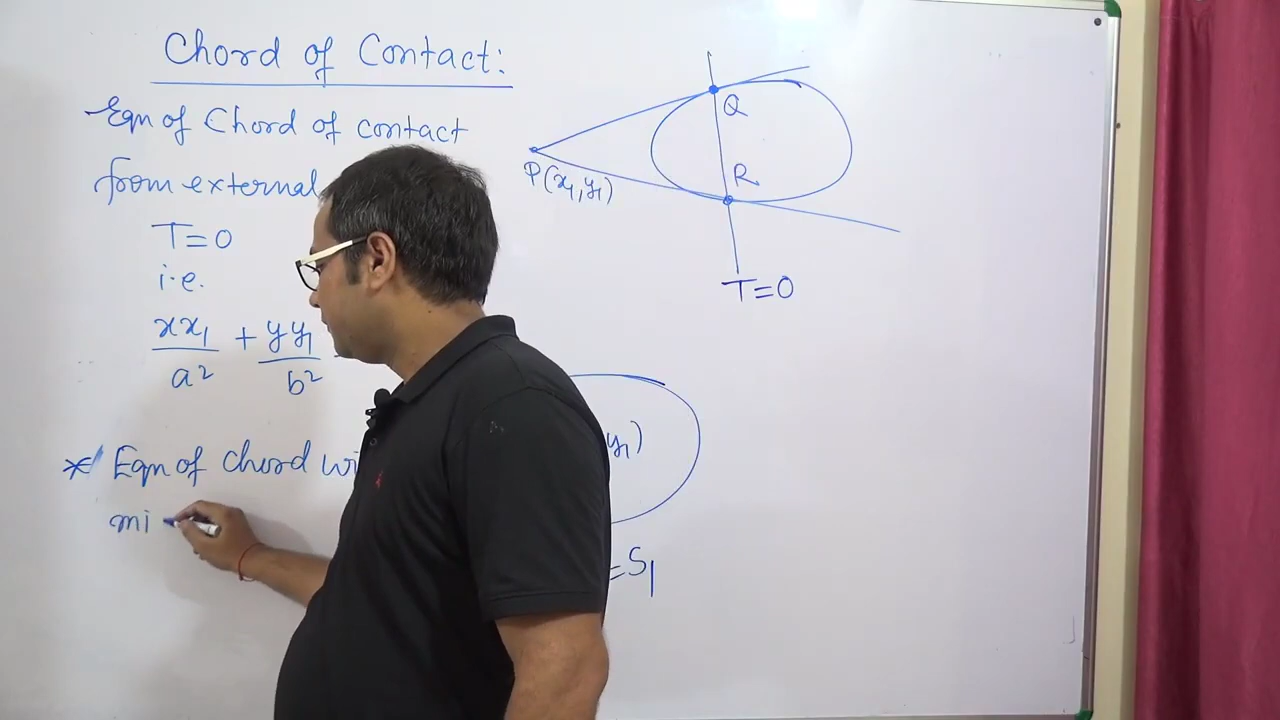 Chord of Contact:
Eqn of Chord of contact
from external
T=0
i.e.
xx₁/a² + yy₁/b²
* Eqn of chord wi
mi
Q
R
P(x₁,y₁)
T=0
y₁)
=S₁